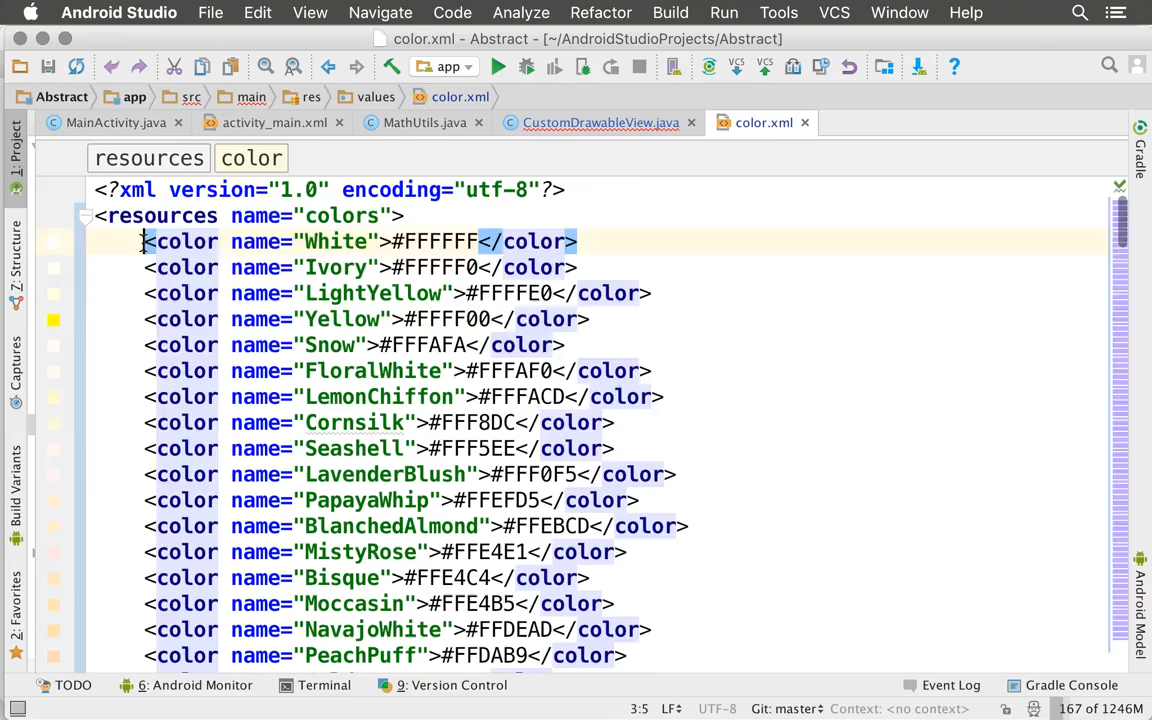 Android Studio File Edit View Navigate Code Analyze Refactor Build Run Tools VCS Window Help
color.xml - Abstract - [~/AndroidStudioProjects/Abstract]
app VCS VCS ?
Abstract app src main res values color.xml
MainActivity.java activity_main.xml MathUtils.java CustomDrawableView.java color.xml
resources color
<?xml version="1.0" encoding="utf-8"?>
<resources name="colors">
<color name="White">#FFFFFF</color>
<color name="Ivory">#FFFFF0</color>
<color name="LightYellow">#FFFFE0</color>
<color name="Yellow">#FFFF00</color>
<color name="Snow">#FFFAFA</color>
<color name="FloralWhite">#FFFAF0</color>
<color name="LemonChiffon">#FFFACD</color>
<color name="Cornsilk">#FFF8DC</color>
<color name="Seashell">#FFF5EE</color>
<color name="LavenderBlush">#FFF0F5</color>
<color name="PapayaWhip">#FFEFD5</color>
<color name="BlanchedAlmond">#FFEBCD</color>
<color name="MistyRose">#FFE4E1</color>
<color name="Bisque">#FFE4C4</color>
<color name="Moccasin">#FFE4B5</color>
<color name="NavajoWhite">#FFDEAD</color>
<color name="PeachPuff">#FFDAB9</color>
1: Project
Z: Structure
Captures
Build Variants
2: Favorites
Gradle
Android Model
TODO 6: Android Monitor Terminal 9: Version Control Event Log Gradle Console
3:5 LF UTF-8 Git: master Context: <no context> 167 of 1246M